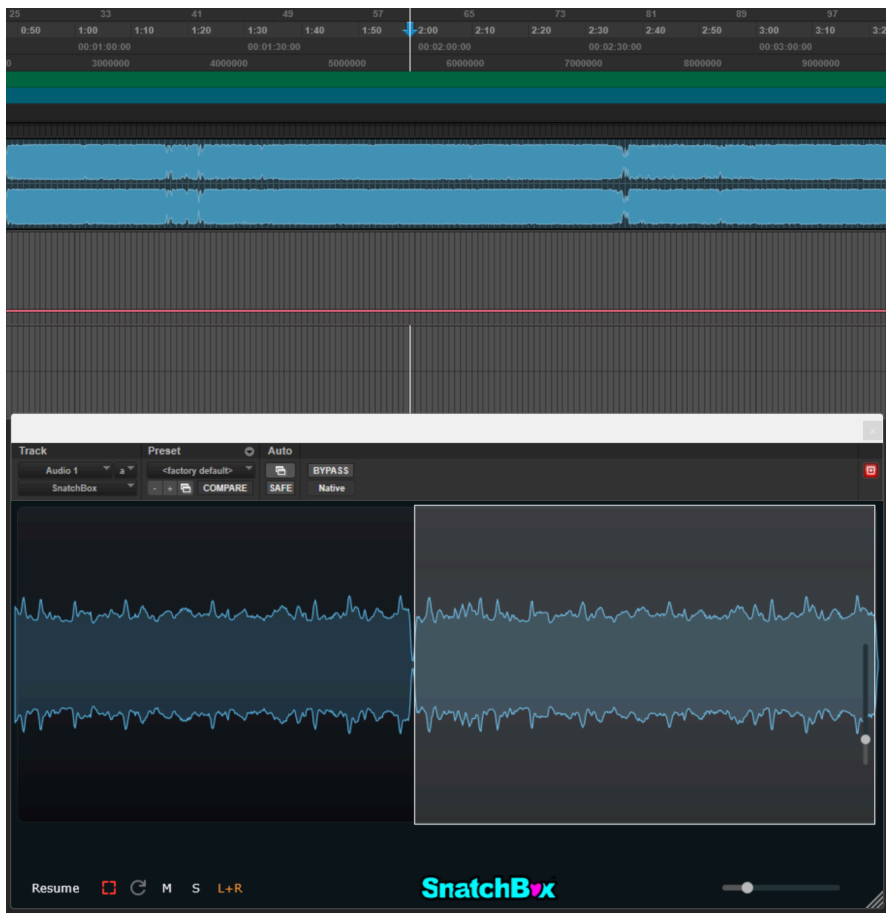 25 33 41 49 57 65 73 81 89 97
0:50 1:00 1:10 1:20 1:30 1:40 1:50 2:00 2:10 2:20 2:30 2:40 2:50 3:00 3:10 3:2
00:01:00:00 00:01:30:00 00:02:00:00 00:02:30:00 00:03:00:00
0 3000000 4000000 5000000 6000000 7000000 8000000 9000000
Track Preset Auto
Audio 1 a <factory default> BYPASS
SnatchBox - + COMPARE SAFE Native
Resume M S L+R SnatchBox